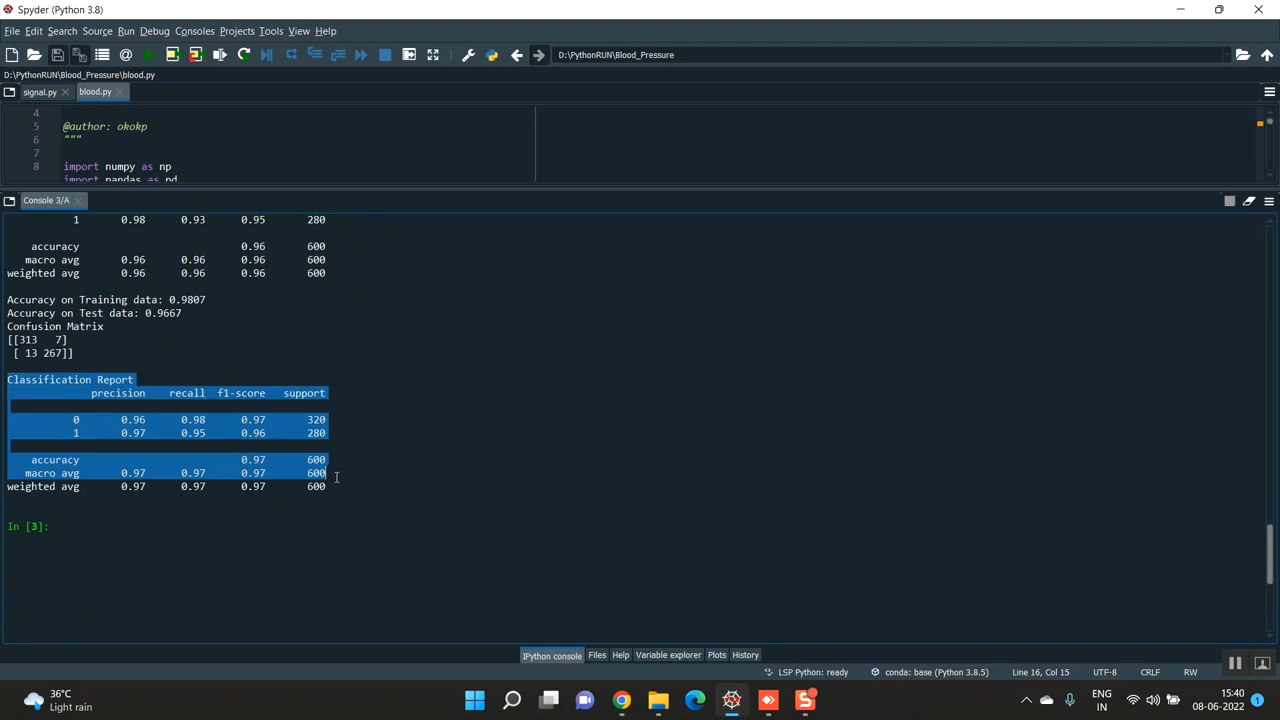 Spyder (Python 3.8)
File Edit Search Source Run Debug Consoles Projects Tools View Help
D:\PythonRUN\Blood_Pressure
D:\PythonRUN\Blood_Pressure\blood.py
signal.py blood.py
4
5 @author: okokp
6 """
7
8 import numpy as np
import pandas as pd
Console 3/A
1 0.98 0.93 0.95 280
accuracy 0.96 600
macro avg 0.96 0.96 0.96 600
weighted avg 0.96 0.96 0.96 600
Accuracy on Training data: 0.9807
Accuracy on Test data: 0.9667
Confusion Matrix
[[313 7]
[ 13 267]]
Classification Report
precision recall f1-score support
0 0.96 0.98 0.97 320
1 0.97 0.95 0.96 280
accuracy 0.97 600
macro avg 0.97 0.97 0.97 600
weighted avg 0.97 0.97 0.97 600
In [3]:
IPython console Files Help Variable explorer Plots History
LSP Python: ready conda: base (Python 3.8.5) Line 16, Col 15 UTF-8 CRLF RW
36°C
Light rain
ENG
IN
15:40
08-06-2022
1